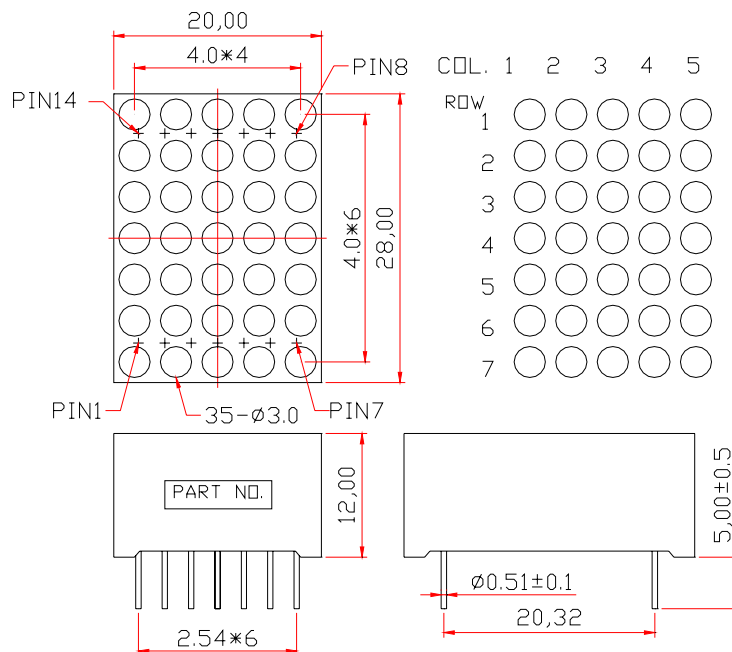 20,00
4.0*4
PIN8
COL. 1 2 3 4 5
PIN14
ROW
1
2
3
4
5
6
7
4.0*6
28,00
PIN1
35-ø3.0
PIN7
PART NO.
12,00
5,00±0.5
ø0.51±0.1
20,32
2.54*6